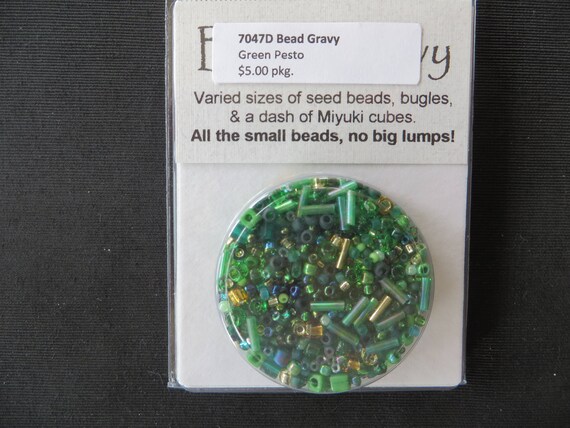 7047D Bead Gravy
Green Pesto
$5.00 pkg.
Varied sizes of seed beads, bugles,
& a dash of Miyuki cubes.
All the small beads, no big lumps!